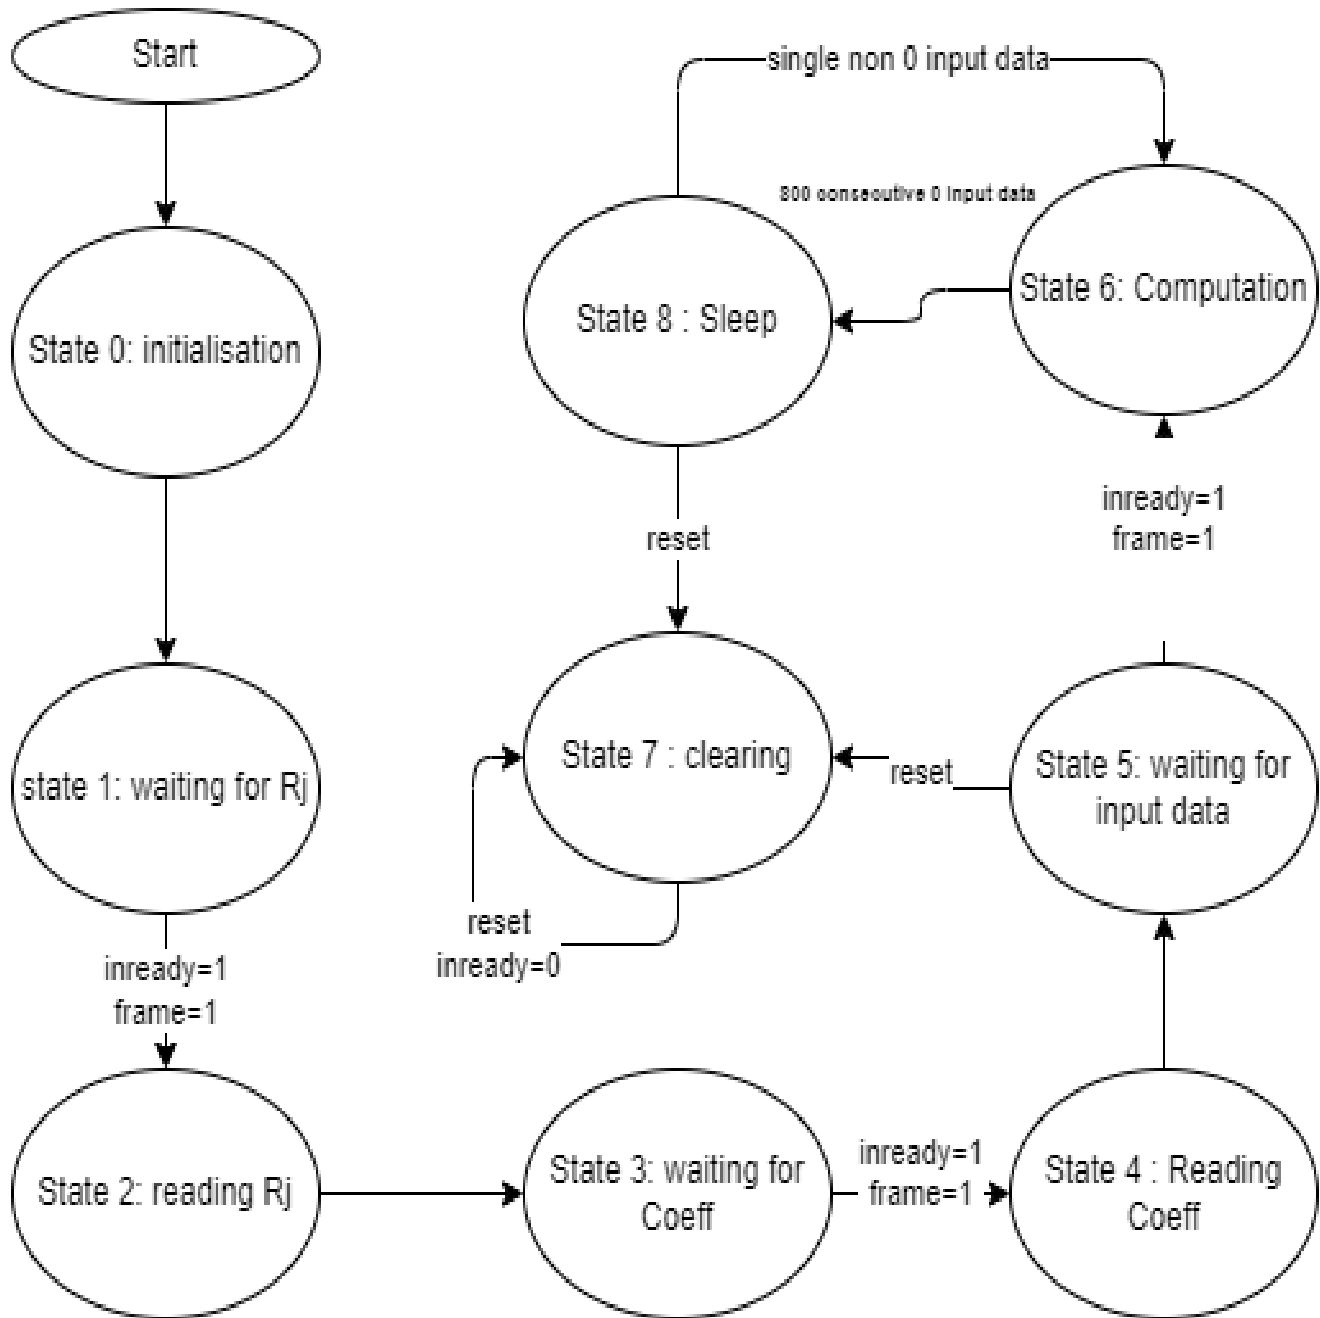 Start
single non 0 input data
800 consecutive 0 input data
State 0: initialisation
State 8 : Sleep
State 6: Computation
inready=1
frame=1
reset
state 1: waiting for Rj
State 7 : clearing
reset
State 5: waiting for
input data
reset
inready=0
inready=1
frame=1
State 2: reading Rj
State 3: waiting for
Coeff
inready=1
frame=1
State 4 : Reading
Coeff